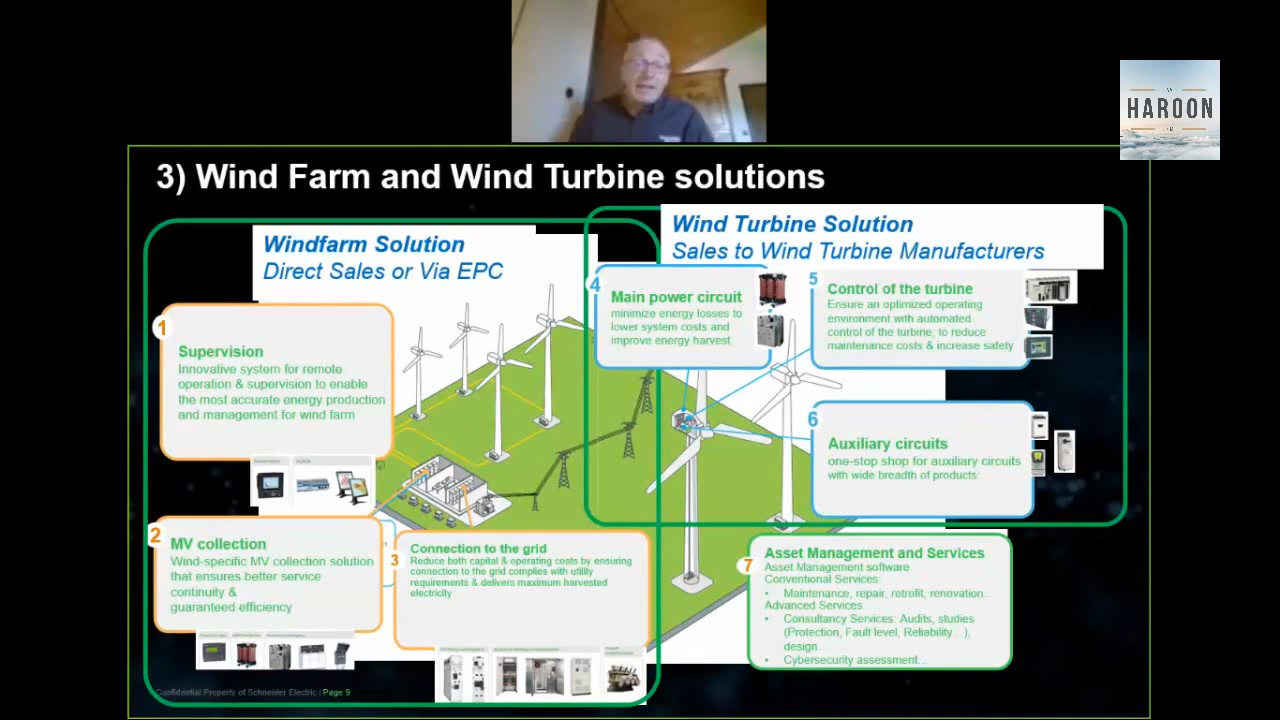 HAROON
3) Wind Farm and Wind Turbine solutions
Windfarm Solution
Direct Sales or Via EPC
Wind Turbine Solution
Sales to Wind Turbine Manufacturers
1
Supervision
Innovative system for remote
operation & supervision to enable
the most accurate energy production
and management for wind farm
2
MV collection
Wind-specific MV collection solution
that ensures better service
continuity &
guaranteed efficiency
3
Connection to the grid
Reduce both capital & operating costs by ensuring
connection to the grid complies with utility
requirements & delivers maximum harvested
electricity
4
Main power circuit
minimize energy losses to
lower system costs and
improve energy harvest
5
Control of the turbine
Ensure an optimized operating
environment with automated
control of the turbine, to reduce
maintenance costs & increase safety
6
Auxiliary circuits
one-stop shop for auxiliary circuits
with wide breadth of products:
7
Asset Management and Services
Asset Management software
Conventional Services:
• Maintenance, repair, retrofit, renovation…
Advanced Services:
• Consultancy Services: Audits, studies
(Protection, Fault level, Reliability…),
design…
• Cybersecurity assessment…
Confidential Property of Schneider Electric | Page 9